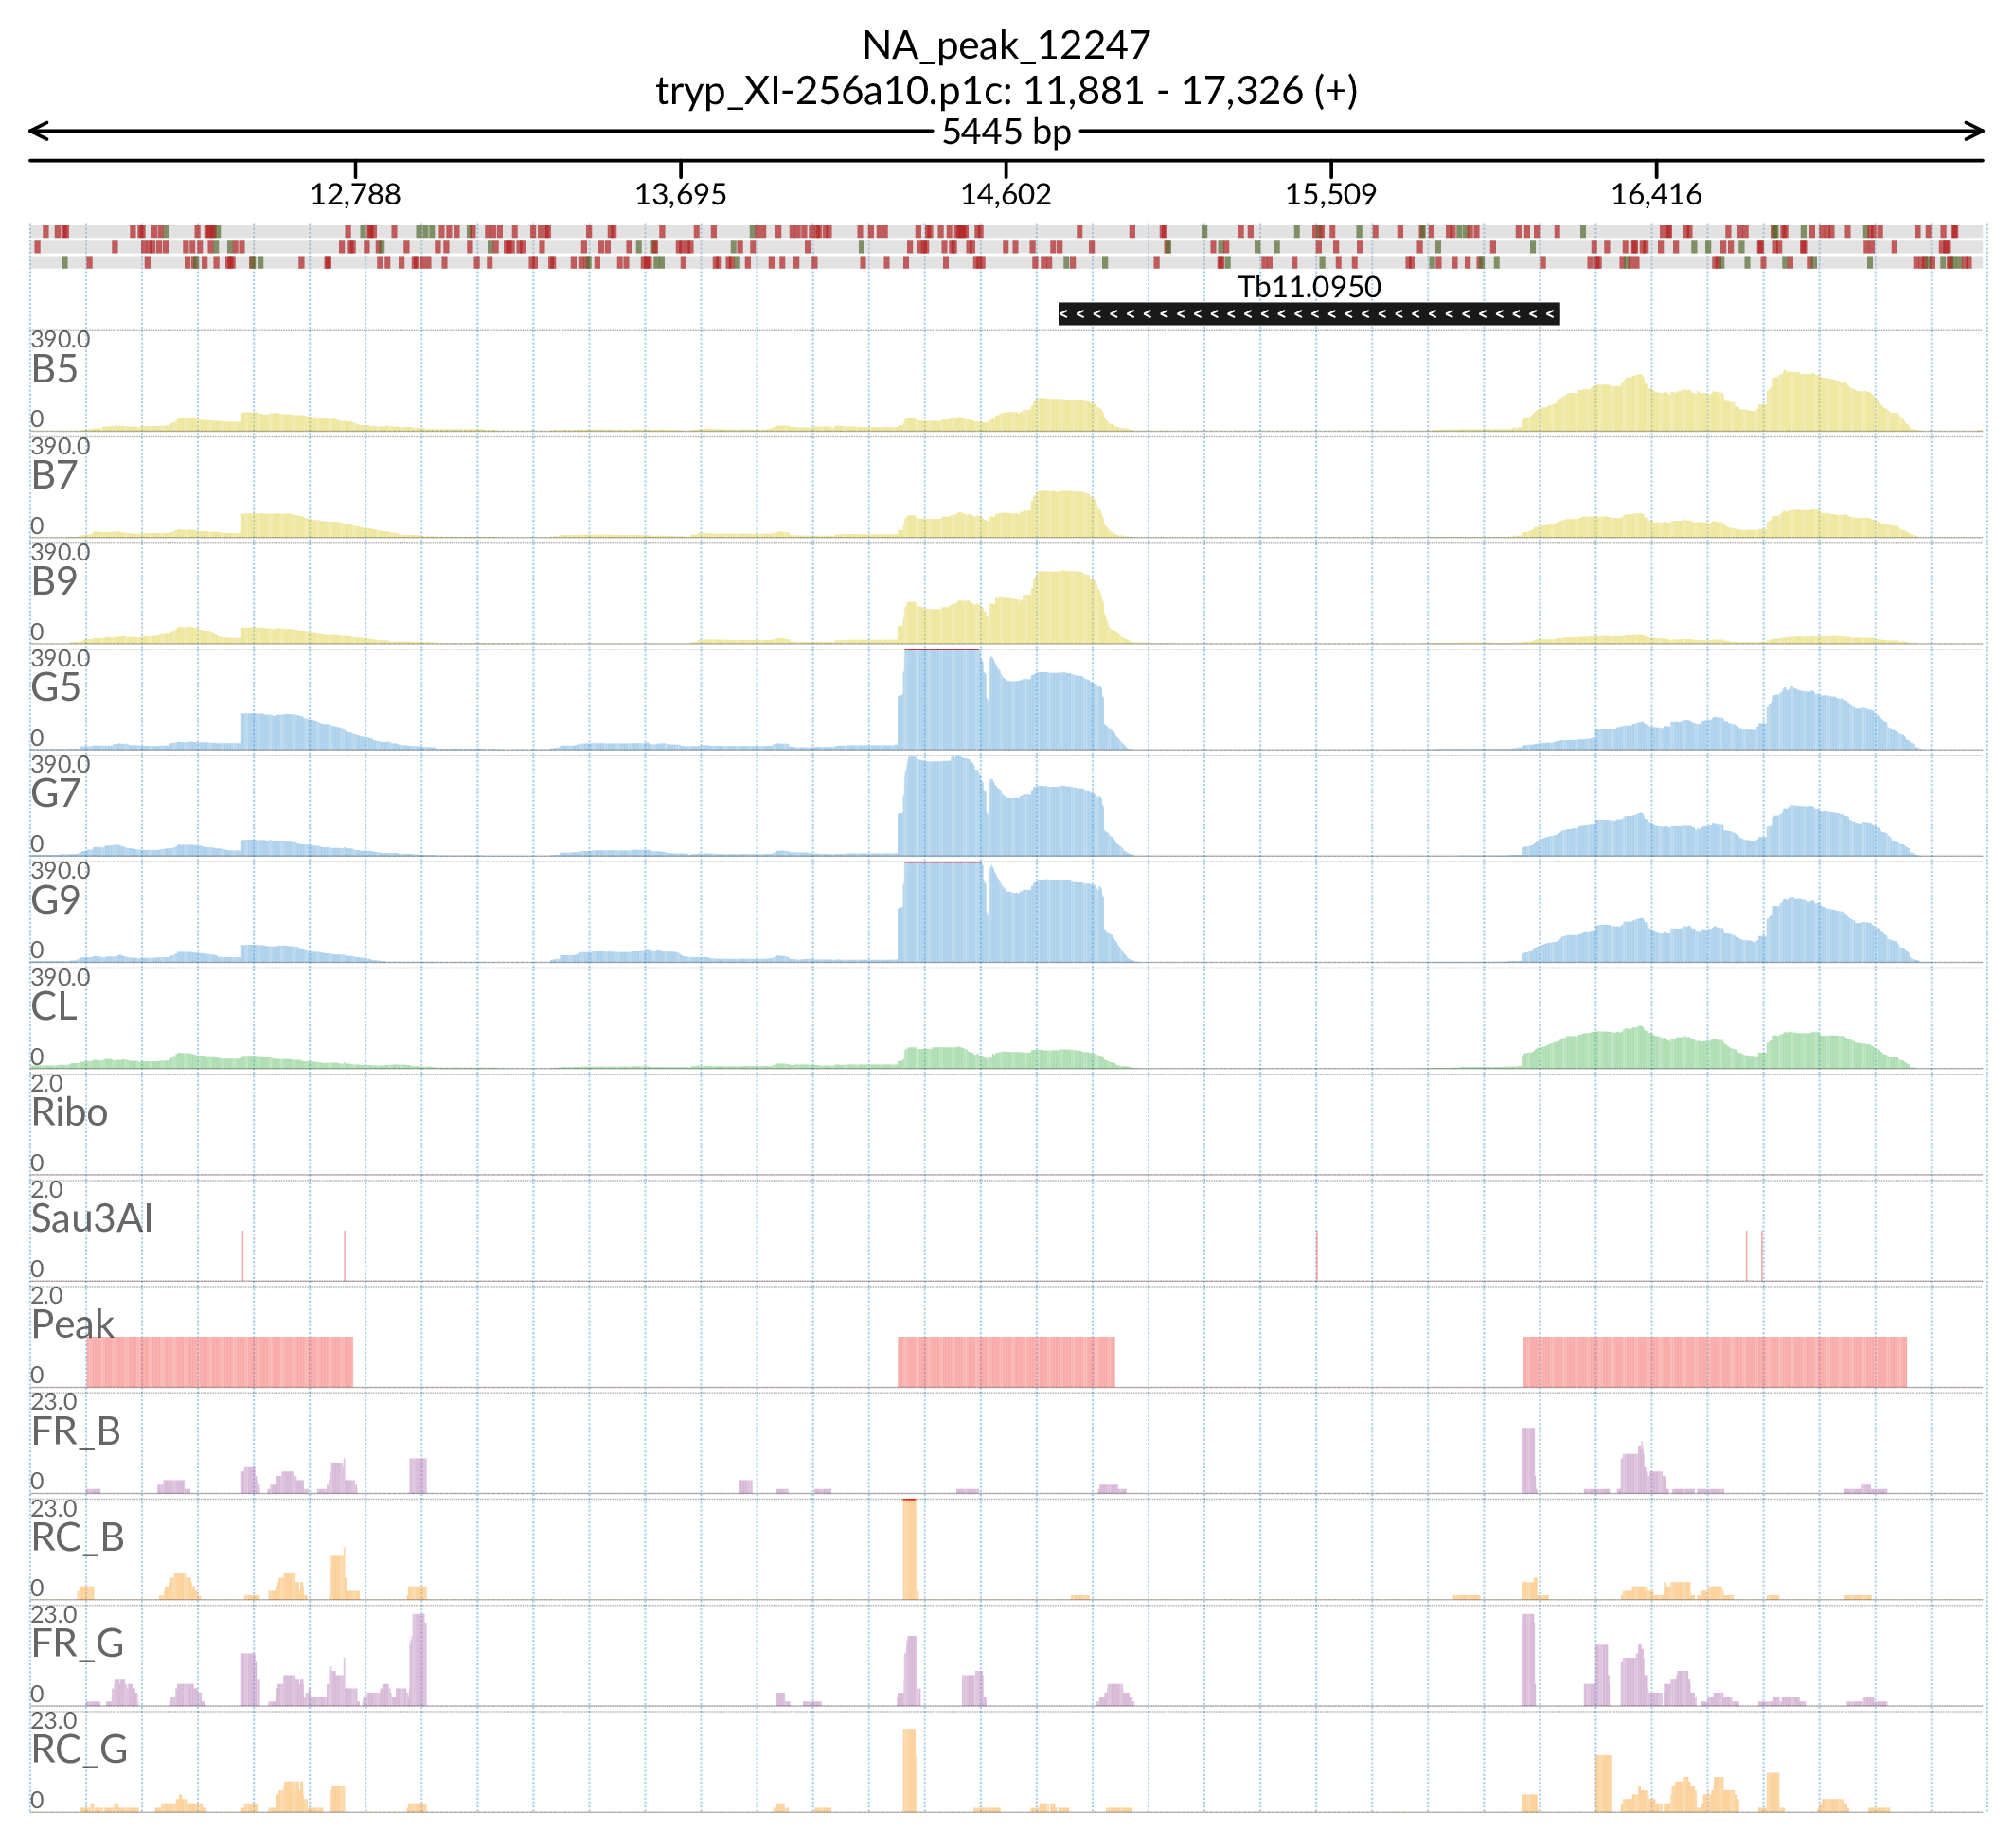 NA_peak_12247
tryp_XI-256a10.p1c: 11,881 - 17,326 (+)
5445 bp
12,788 13,695 14,602 15,509 16,416
Tb11.0950
390.0
B5
0
390.0
B7
0
390.0
B9
0
390.0
G5
0
390.0
G7
0
390.0
G9
0
390.0
CL
0
2.0
Ribo
0
2.0
Sau3AI
0
2.0
Peak
0
23.0
FR_B
0
23.0
RC_B
0
23.0
FR_G
0
23.0
RC_G
0